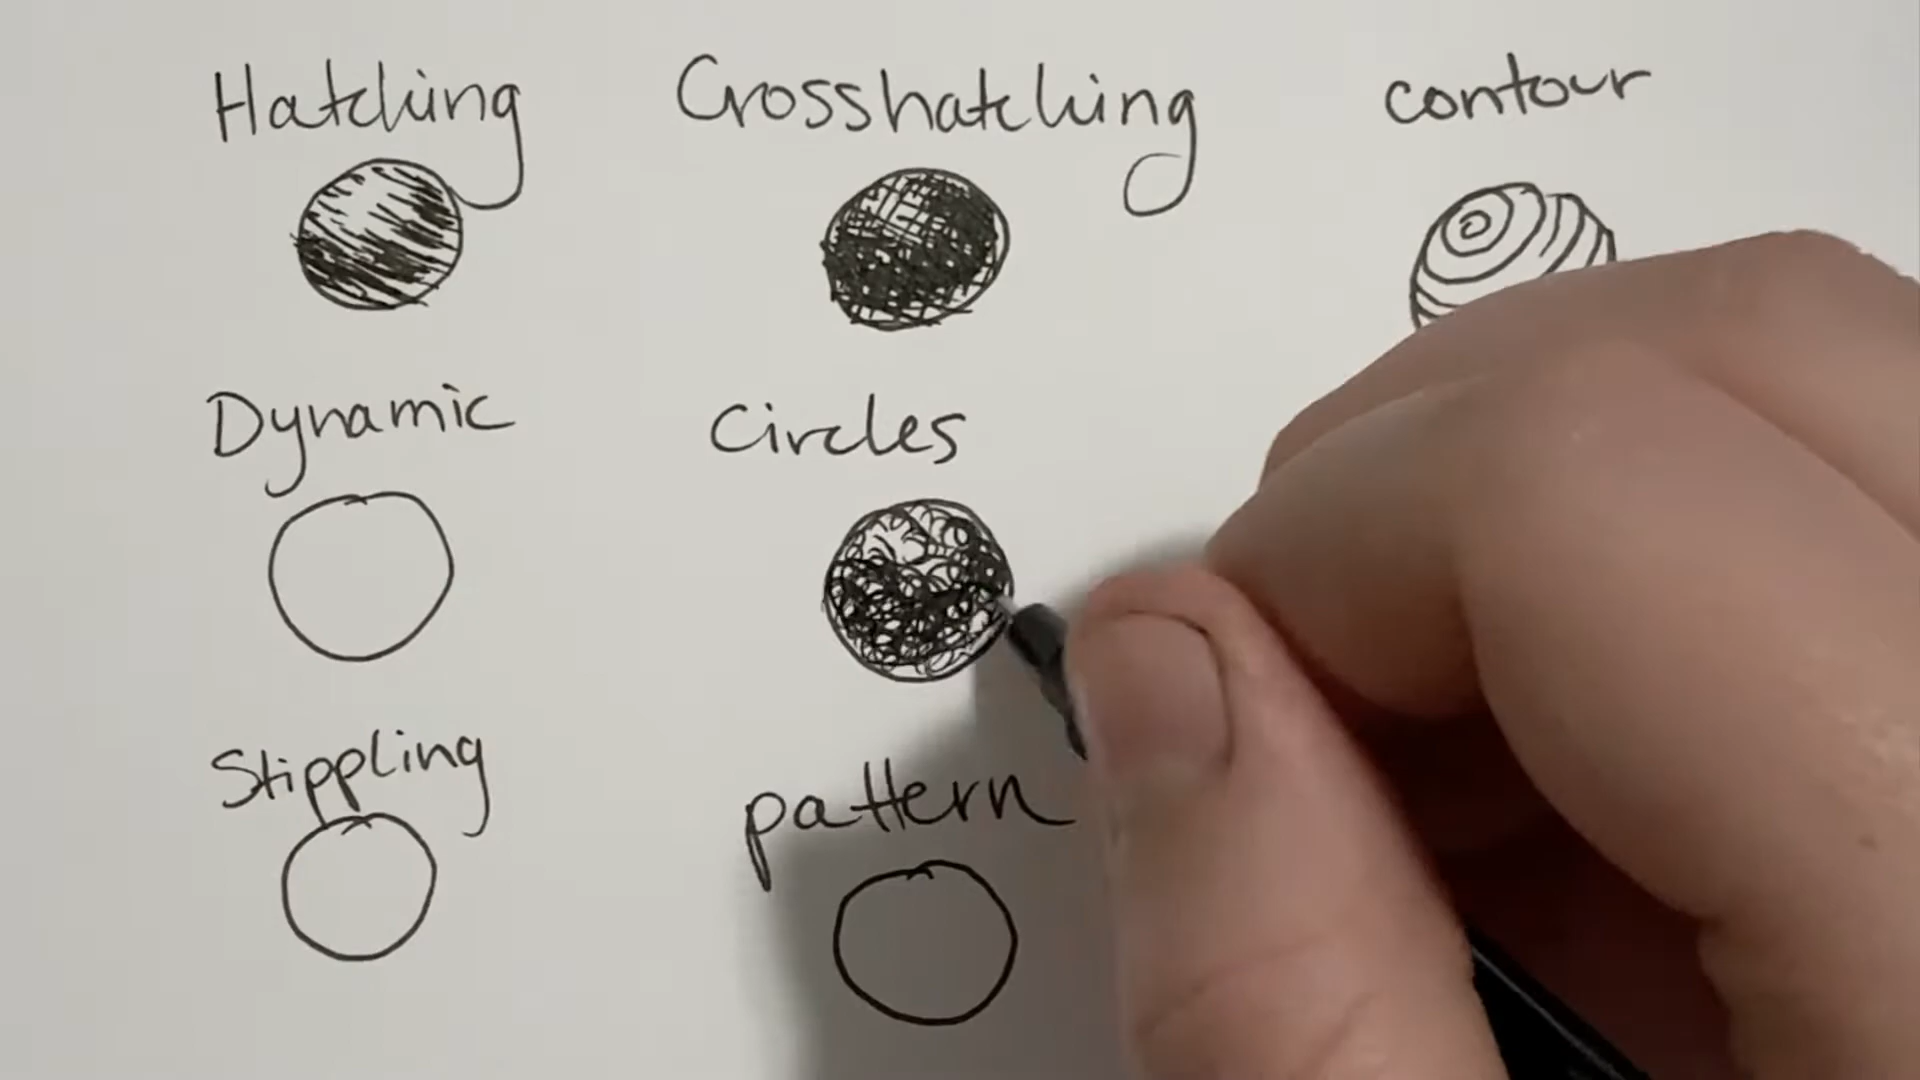 Hatching
Crosshatching
contour
Dynamic
Circles
Stippling
pattern